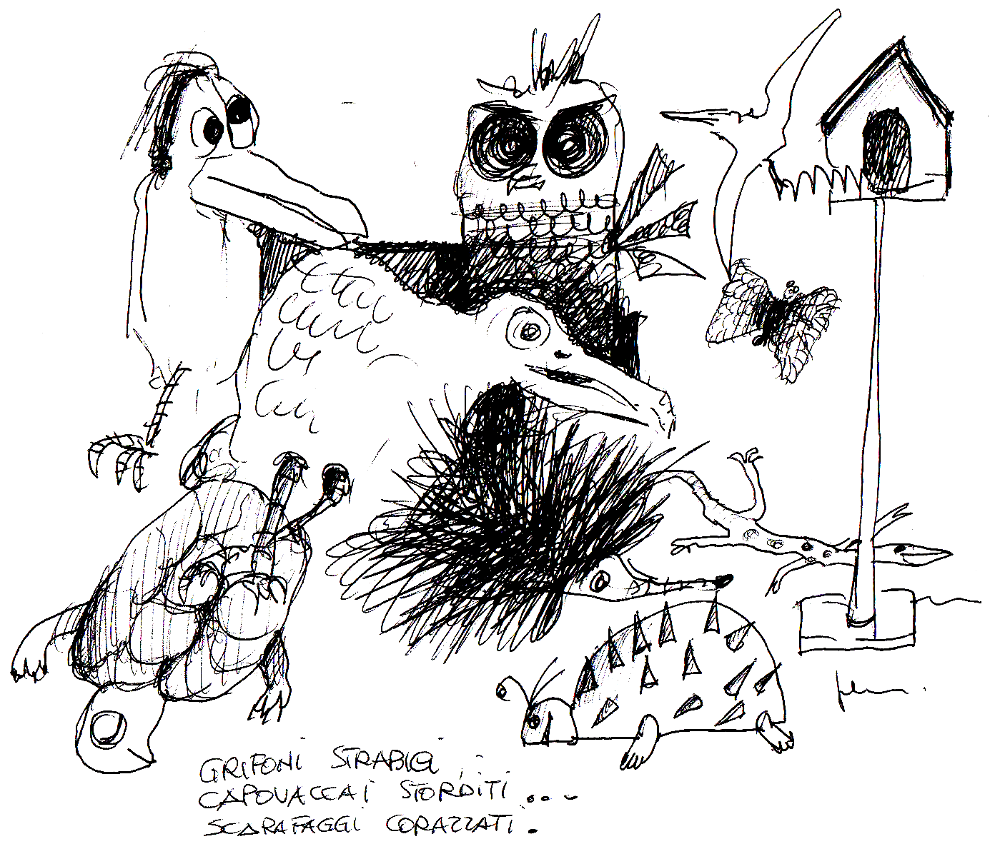 GRIFONI STRABICI ...
CAPOVACCAI STORDITI ...
SCARAFAGGI CORAZZATI.